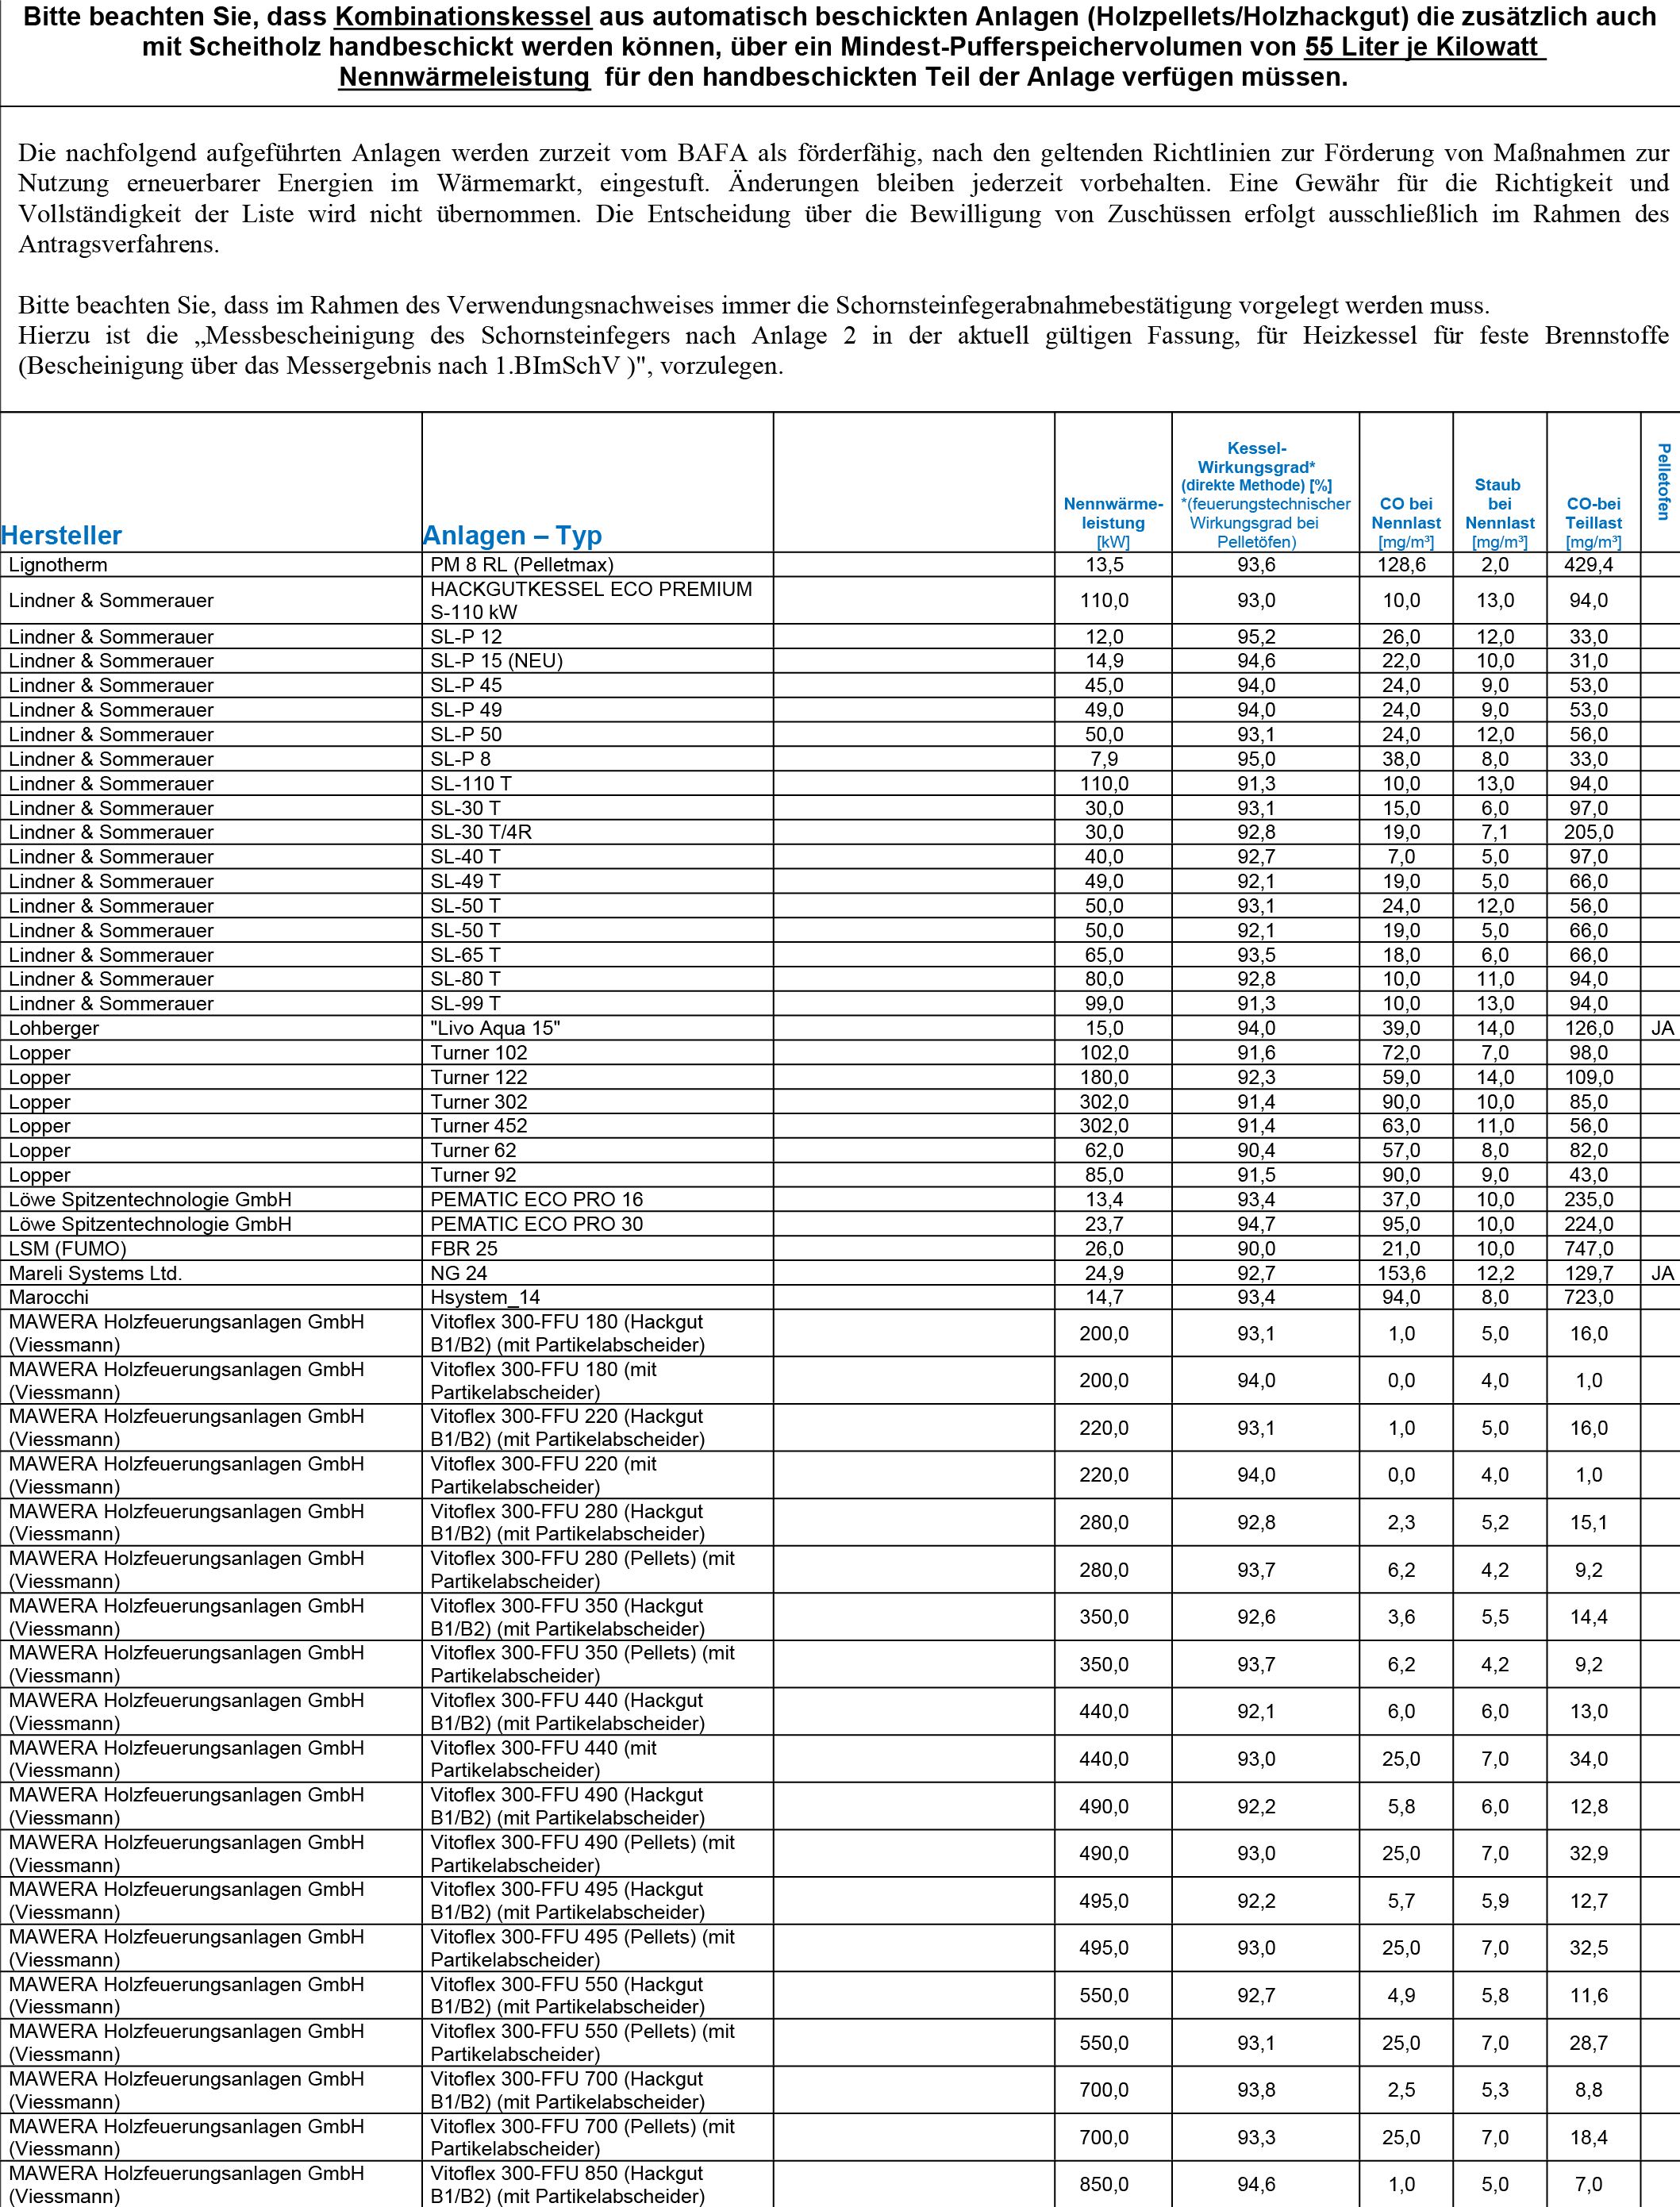 Bitte beachten Sie, dass Kombinationskessel aus automatisch beschickten Anlagen (Holzpellets/Holzhackgut) die zusätzlich auch
mit Scheitholz handbeschickt werden können, über ein Mindest-Pufferspeichervolumen von 55 Liter je Kilowatt
Nennwärmeleistung für den handbeschickten Teil der Anlage verfügen müssen.
Die nachfolgend aufgeführten Anlagen werden zurzeit vom BAFA als förderfähig, nach den geltenden Richtlinien zur Förderung von Maßnahmen zur
Nutzung erneuerbarer Energien im Wärmemarkt, eingestuft. Änderungen bleiben jederzeit vorbehalten. Eine Gewähr für die Richtigkeit und
Vollständigkeit der Liste wird nicht übernommen. Die Entscheidung über die Bewilligung von Zuschüssen erfolgt ausschließlich im Rahmen des
Antragsverfahrens.
Bitte beachten Sie, dass im Rahmen des Verwendungsnachweises immer die Schornsteinfegerabnahmebestätigung vorgelegt werden muss.
Hierzu ist die „Messbescheinigung des Schornsteinfegers nach Anlage 2 in der aktuell gültigen Fassung, für Heizkessel für feste Brennstoffe
(Bescheinigung über das Messergebnis nach 1.BImSchV )", vorzulegen.
Hersteller
Anlagen – Typ
Nennwärme-
leistung
[kW]
Kessel-
Wirkungsgrad*
(direkte Methode) [%]
*(feuerungstechnischer
Wirkungsgrad bei
Pelletöfen)
CO bei
Nennlast
[mg/m³]
Staub
bei
Nennlast
[mg/m³]
CO-bei
Teillast
[mg/m³]
Pelletofen
Lignotherm PM 8 RL (Pelletmax) 13,5 93,6 128,6 2,0 429,4
Lindner & Sommerauer HACKGUTKESSEL ECO PREMIUM
S-110 kW 110,0 93,0 10,0 13,0 94,0
Lindner & Sommerauer SL-P 12 12,0 95,2 26,0 12,0 33,0
Lindner & Sommerauer SL-P 15 (NEU) 14,9 94,6 22,0 10,0 31,0
Lindner & Sommerauer SL-P 45 45,0 94,0 24,0 9,0 53,0
Lindner & Sommerauer SL-P 49 49,0 94,0 24,0 9,0 53,0
Lindner & Sommerauer SL-P 50 50,0 93,1 24,0 12,0 56,0
Lindner & Sommerauer SL-P 8 7,9 95,0 38,0 8,0 33,0
Lindner & Sommerauer SL-110 T 110,0 91,3 10,0 13,0 94,0
Lindner & Sommerauer SL-30 T 30,0 93,1 15,0 6,0 97,0
Lindner & Sommerauer SL-30 T/4R 30,0 92,8 19,0 7,1 205,0
Lindner & Sommerauer SL-40 T 40,0 92,7 7,0 5,0 97,0
Lindner & Sommerauer SL-49 T 49,0 92,1 19,0 5,0 66,0
Lindner & Sommerauer SL-50 T 50,0 93,1 24,0 12,0 56,0
Lindner & Sommerauer SL-50 T 50,0 92,1 19,0 5,0 66,0
Lindner & Sommerauer SL-65 T 65,0 93,5 18,0 6,0 66,0
Lindner & Sommerauer SL-80 T 80,0 92,8 10,0 11,0 94,0
Lindner & Sommerauer SL-99 T 99,0 91,3 10,0 13,0 94,0
Lohberger "Livo Aqua 15" 15,0 94,0 39,0 14,0 126,0 JA
Lopper Turner 102 102,0 91,6 72,0 7,0 98,0
Lopper Turner 122 180,0 92,3 59,0 14,0 109,0
Lopper Turner 302 302,0 91,4 90,0 10,0 85,0
Lopper Turner 452 302,0 91,4 63,0 11,0 56,0
Lopper Turner 62 62,0 90,4 57,0 8,0 82,0
Lopper Turner 92 85,0 91,5 90,0 9,0 43,0
Löwe Spitzentechnologie GmbH PEMATIC ECO PRO 16 13,4 93,4 37,0 10,0 235,0
Löwe Spitzentechnologie GmbH PEMATIC ECO PRO 30 23,7 94,7 95,0 10,0 224,0
LSM (FUMO) FBR 25 26,0 90,0 21,0 10,0 747,0
Mareli Systems Ltd. NG 24 24,9 92,7 153,6 12,2 129,7 JA
Marocchi Hsystem_14 14,7 93,4 94,0 8,0 723,0
MAWERA Holzfeuerungsanlagen GmbH Vitoflex 300-FFU 180 (Hackgut
(Viessmann) B1/B2) (mit Partikelabscheider) 200,0 93,1 1,0 5,0 16,0
MAWERA Holzfeuerungsanlagen GmbH Vitoflex 300-FFU 180 (mit
(Viessmann) Partikelabscheider) 200,0 94,0 0,0 4,0 1,0
MAWERA Holzfeuerungsanlagen GmbH Vitoflex 300-FFU 220 (Hackgut
(Viessmann) B1/B2) (mit Partikelabscheider) 220,0 93,1 1,0 5,0 16,0
MAWERA Holzfeuerungsanlagen GmbH Vitoflex 300-FFU 220 (mit
(Viessmann) Partikelabscheider) 220,0 94,0 0,0 4,0 1,0
MAWERA Holzfeuerungsanlagen GmbH Vitoflex 300-FFU 280 (Hackgut
(Viessmann) B1/B2) (mit Partikelabscheider) 280,0 92,8 2,3 5,2 15,1
MAWERA Holzfeuerungsanlagen GmbH Vitoflex 300-FFU 280 (Pellets) (mit
(Viessmann) Partikelabscheider) 280,0 93,7 6,2 4,2 9,2
MAWERA Holzfeuerungsanlagen GmbH Vitoflex 300-FFU 350 (Hackgut
(Viessmann) B1/B2) (mit Partikelabscheider) 350,0 92,6 3,6 5,5 14,4
MAWERA Holzfeuerungsanlagen GmbH Vitoflex 300-FFU 350 (Pellets) (mit
(Viessmann) Partikelabscheider) 350,0 93,7 6,2 4,2 9,2
MAWERA Holzfeuerungsanlagen GmbH Vitoflex 300-FFU 440 (Hackgut
(Viessmann) B1/B2) (mit Partikelabscheider) 440,0 92,1 6,0 6,0 13,0
MAWERA Holzfeuerungsanlagen GmbH Vitoflex 300-FFU 440 (mit
(Viessmann) Partikelabscheider) 440,0 93,0 25,0 7,0 34,0
MAWERA Holzfeuerungsanlagen GmbH Vitoflex 300-FFU 490 (Hackgut
(Viessmann) B1/B2) (mit Partikelabscheider) 490,0 92,2 5,8 6,0 12,8
MAWERA Holzfeuerungsanlagen GmbH Vitoflex 300-FFU 490 (Pellets) (mit
(Viessmann) Partikelabscheider) 490,0 93,0 25,0 7,0 32,9
MAWERA Holzfeuerungsanlagen GmbH Vitoflex 300-FFU 495 (Hackgut
(Viessmann) B1/B2) (mit Partikelabscheider) 495,0 92,2 5,7 5,9 12,7
MAWERA Holzfeuerungsanlagen GmbH Vitoflex 300-FFU 495 (Pellets) (mit
(Viessmann) Partikelabscheider) 495,0 93,0 25,0 7,0 32,5
MAWERA Holzfeuerungsanlagen GmbH Vitoflex 300-FFU 550 (Hackgut
(Viessmann) B1/B2) (mit Partikelabscheider) 550,0 92,7 4,9 5,8 11,6
MAWERA Holzfeuerungsanlagen GmbH Vitoflex 300-FFU 550 (Pellets) (mit
(Viessmann) Partikelabscheider) 550,0 93,1 25,0 7,0 28,7
MAWERA Holzfeuerungsanlagen GmbH Vitoflex 300-FFU 700 (Hackgut
(Viessmann) B1/B2) (mit Partikelabscheider) 700,0 93,8 2,5 5,3 8,8
MAWERA Holzfeuerungsanlagen GmbH Vitoflex 300-FFU 700 (Pellets) (mit
(Viessmann) Partikelabscheider) 700,0 93,3 25,0 7,0 18,4
MAWERA Holzfeuerungsanlagen GmbH Vitoflex 300-FFU 850 (Hackgut
(Viessmann) B1/B2) (mit Partikelabscheider) 850,0 94,6 1,0 5,0 7,0